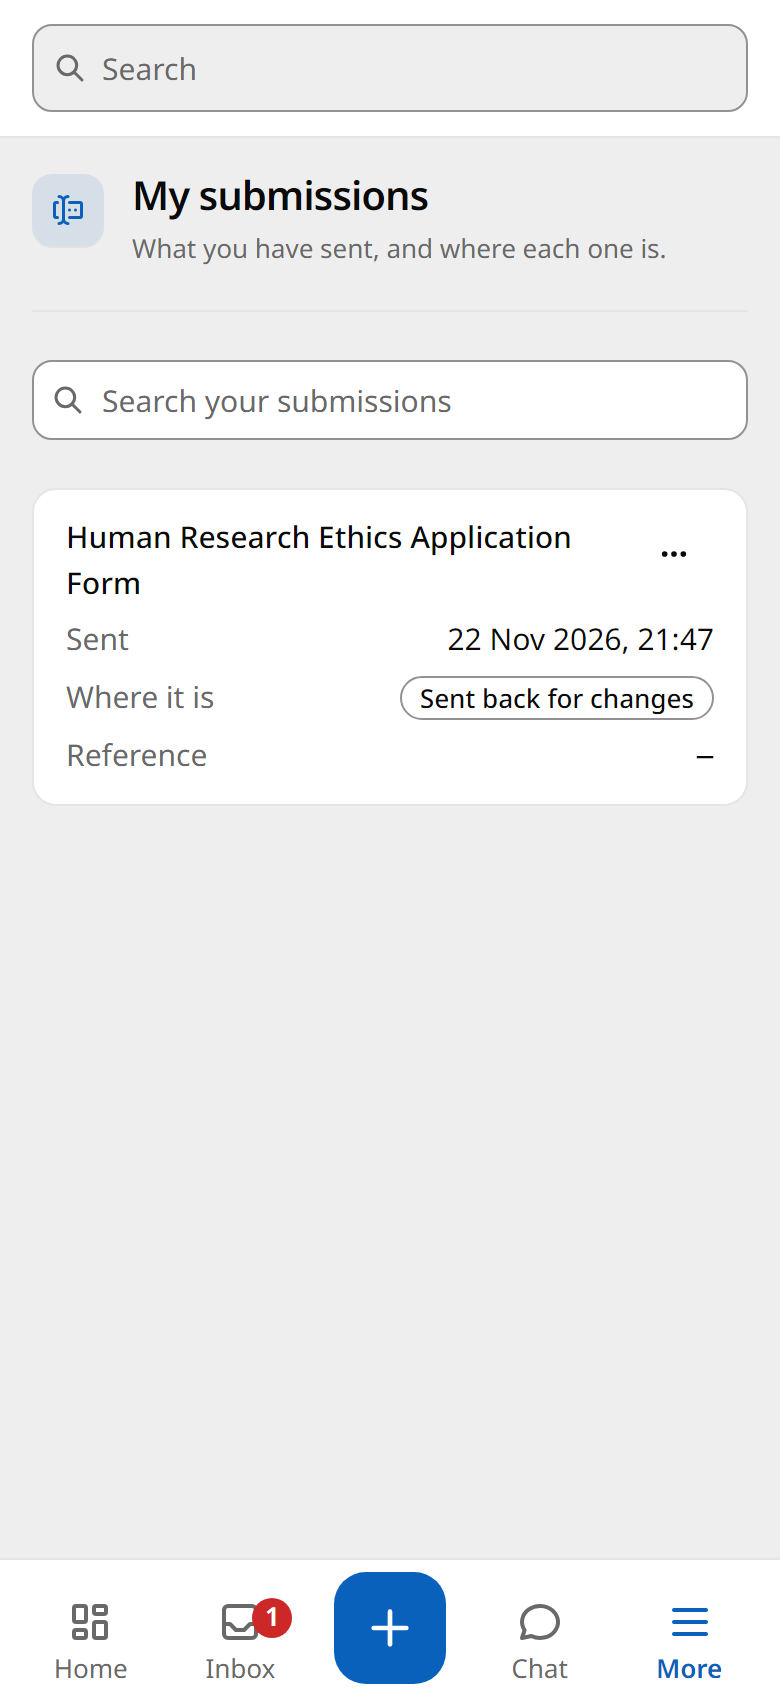 Search
My submissions
What you have sent, and where each one is.
Search your submissions
Human Research Ethics Application
Form
Sent 22 Nov 2026, 21:47
Where it is Sent back for changes
Reference –
Home Inbox 1 Chat More